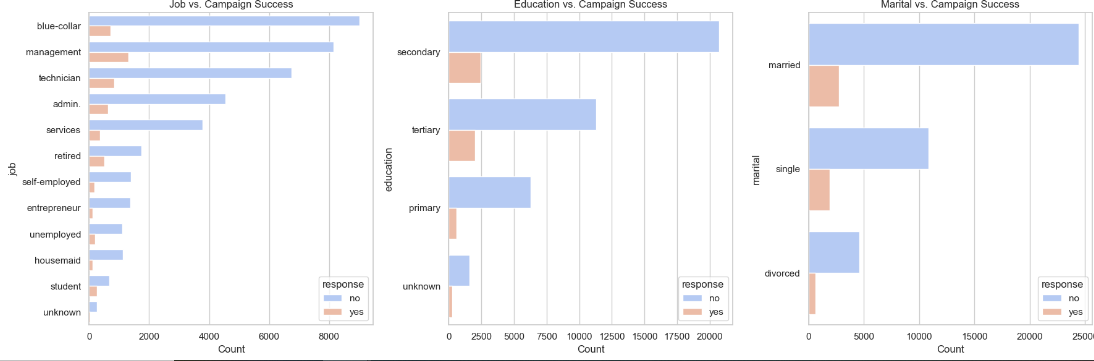 Job vs. Campaign Success
blue-collar
management
technician
admin.
services
retired
self-employed
entrepreneur
unemployed
housemaid
student
unknown
job
0 2000 4000 6000 8000
Count
response
no
yes
Education vs. Campaign Success
secondary
tertiary
primary
unknown
education
0 2500 5000 7500 10000 12500 15000 17500 20000
Count
response
no
yes
Marital vs. Campaign Success
married
single
divorced
marital
0 5000 10000 15000 20000 25000
Count
response
no
yes